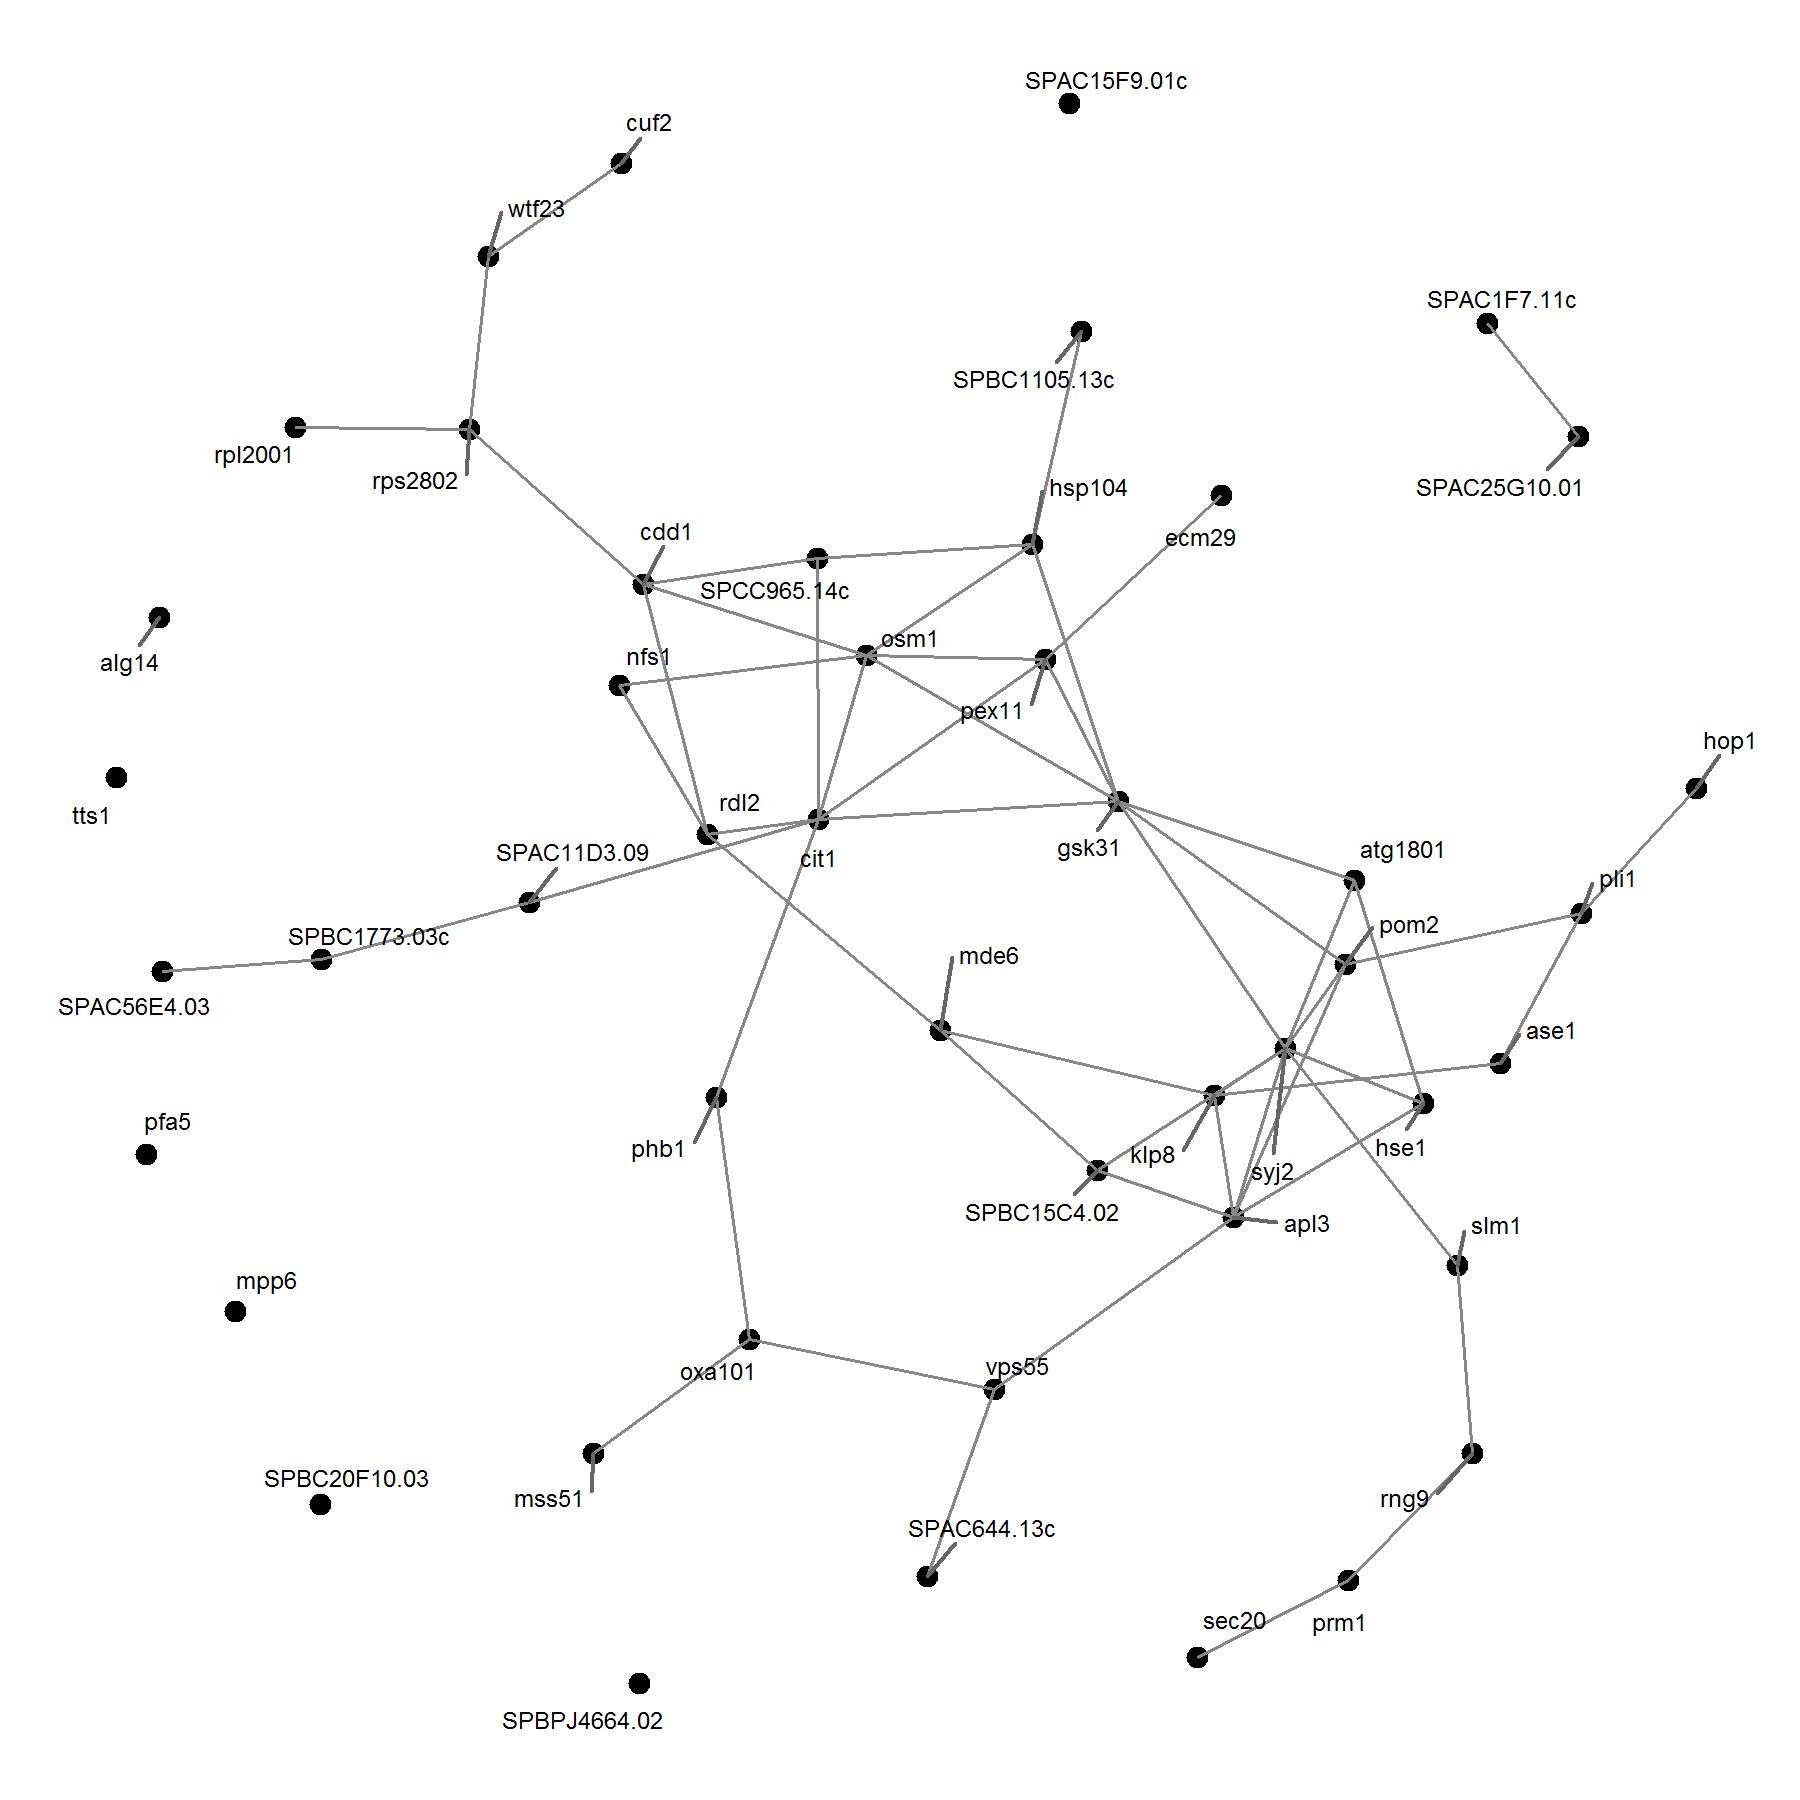 SPAC15F9.01c
cuf2
wtf23
SPAC1F7.11c
SPBC1105.13c
rpl2001
rps2802
hsp104
SPAC25G10.01
cdd1
ecm29
SPCC965.14c
osm1
nfs1
alg14
pex11
hop1
rdl2
tts1
gsk31
atg1801
SPAC11D3.09
cit1
pli1
pom2
SPBC1773.03c
mde6
SPAC56E4.03
ase1
pfa5
phb1
klp8
hse1
syj2
SPBC15C4.02
apl3
slm1
mpp6
vps55
oxa101
SPBC20F10.03
mss51
rng9
SPAC644.13c
sec20
prm1
SPBPJ4664.02